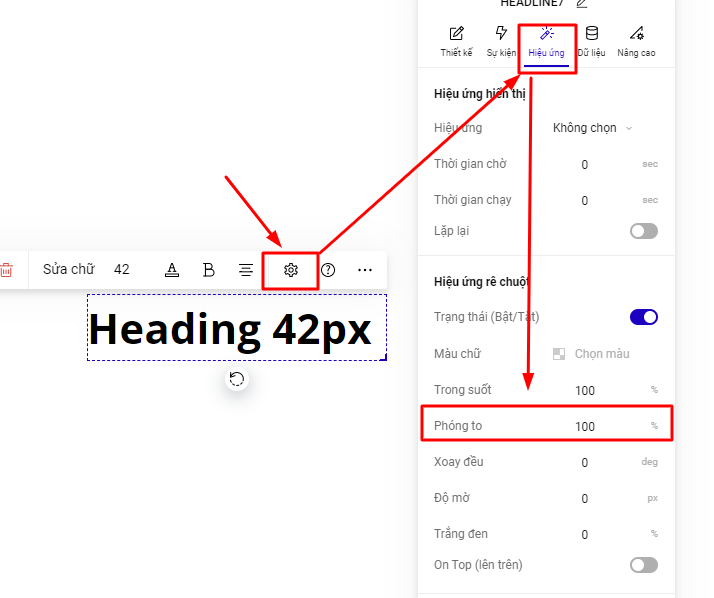 HEADLINE7
Thiết kế Sự kiện Hiệu ứng Dữ liệu Nâng cao
Hiệu ứng hiển thị
Hiệu ứng Không chọn
Thời gian chờ 0 sec
Thời gian chạy 0 sec
Lặp lại
Sửa chữ 42 A B ? ...
Heading 42px
Hiệu ứng rê chuột
Trạng thái (Bật/Tắt)
Màu chữ Chọn màu
Trong suốt 100 %
Phóng to 100 %
Xoay đều 0 deg
Độ mờ 0 px
Trắng đen 0 %
On Top (lên trên)